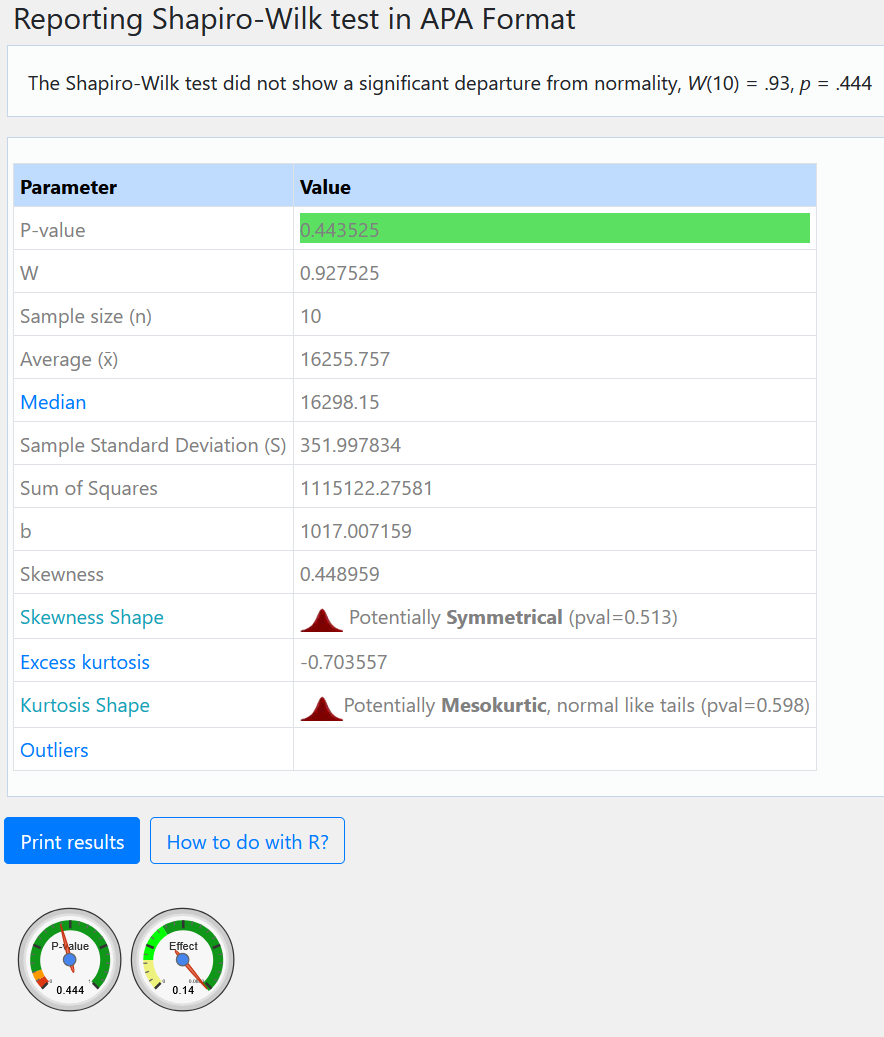 Reporting Shapiro-Wilk test in APA Format
The Shapiro-Wilk test did not show a significant departure from normality, W(10) = .93, p = .444
Parameter Value
P-value 0.443525
W 0.927525
Sample size (n) 10
Average (x̄) 16255.757
Median 16298.15
Sample Standard Deviation (S) 351.997834
Sum of Squares 1115122.27581
b 1017.007159
Skewness 0.448959
Skewness Shape Potentially Symmetrical (pval=0.513)
Excess kurtosis -0.703557
Kurtosis Shape Potentially Mesokurtic, normal like tails (pval=0.598)
Outliers
Print results How to do with R?
P-value Effect
0.444 0.14